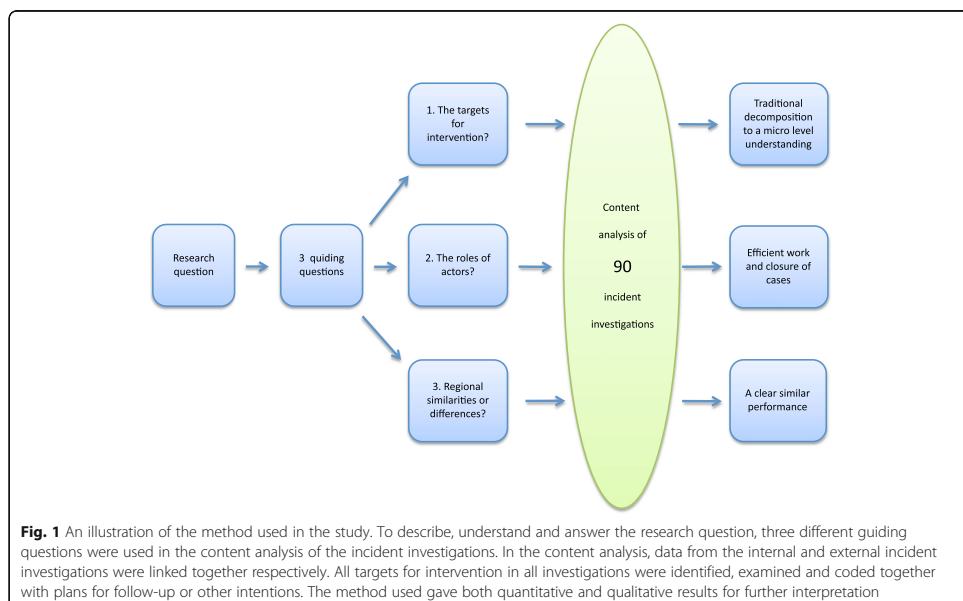 1. The targets
for
intervention?
Traditional
decomposition
to a micro level
understanding
Research
question
3 quiding
questions
2. The roles of
actors?
Content
analysis of
90
incident
investigations
Efficient work
and closure of
cases
3. Regional
similarities or
differences?
A clear similar
performance
Fig. 1 An illustration of the method used in the study. To describe, understand and answer the research question, three different guiding
questions were used in the content analysis of the incident investigations. In the content analysis, data from the internal and external incident
investigations were linked together respectively. All targets for intervention in all investigations were identified, examined and coded together
with plans for follow-up or other intentions. The method used gave both quantitative and qualitative results for further interpretation